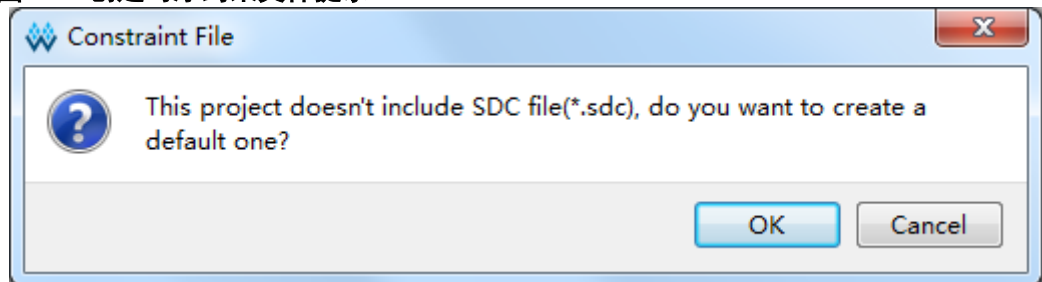 Constraint File
This project doesn't include SDC file(*.sdc), do you want to create a
default one?
OK
Cancel